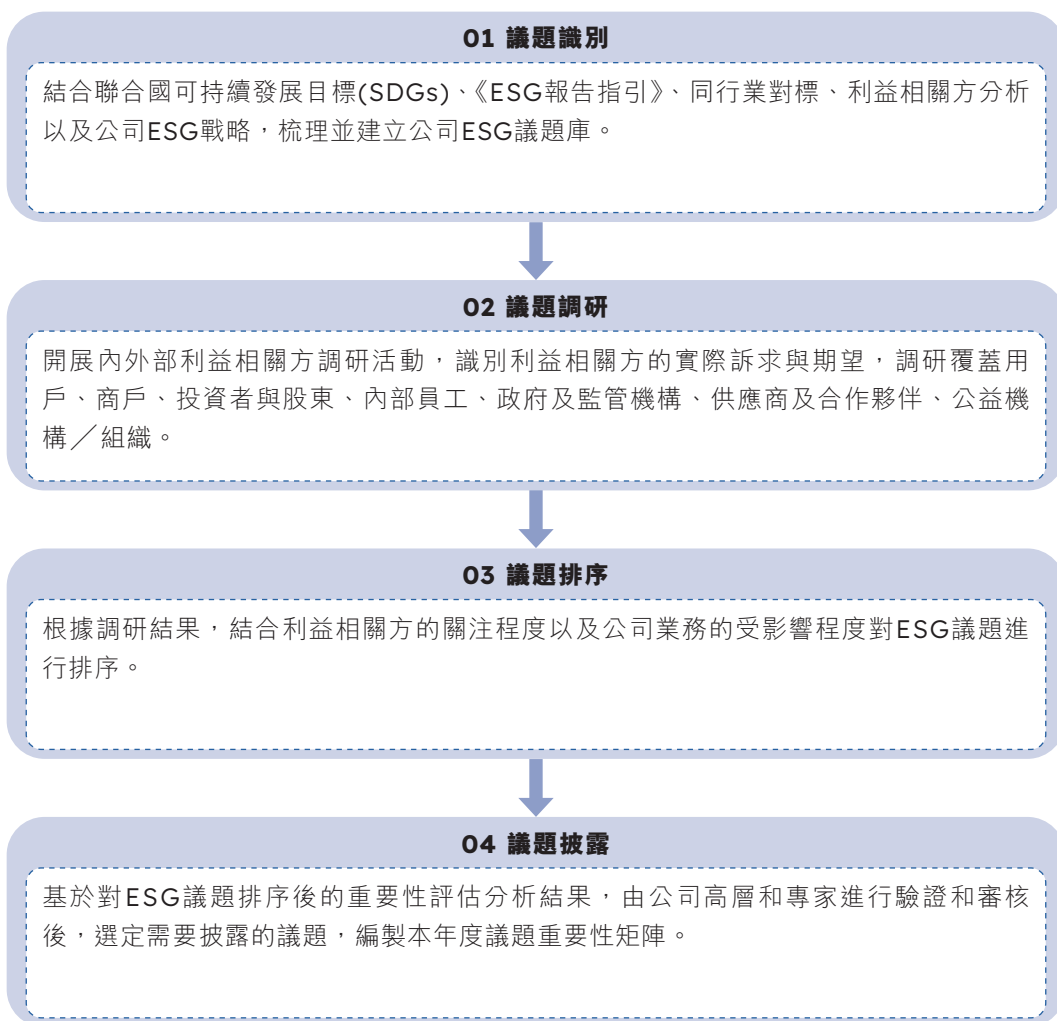 01 議題識別
結合聯合國可持續發展目標(SDGs)、《ESG報告指引》、同行業對標、利益相關方分析
以及公司ESG戰略，梳理並建立公司ESG議題庫。
02 議題調研
開展內外部利益相關方調研活動，識別利益相關方的實際訴求與期望，調研覆蓋用
戶、商戶、投資者與股東、內部員工、政府及監管機構、供應商及合作夥伴、公益機
構／組織。
03 議題排序
根據調研結果，結合利益相關方的關注程度以及公司業務的受影響程度對ESG議題進
行排序。
04 議題披露
基於對ESG議題排序後的重要性評估分析結果，由公司高層和專家進行驗證和審核
後，選定需要披露的議題，編製本年度議題重要性矩陣。